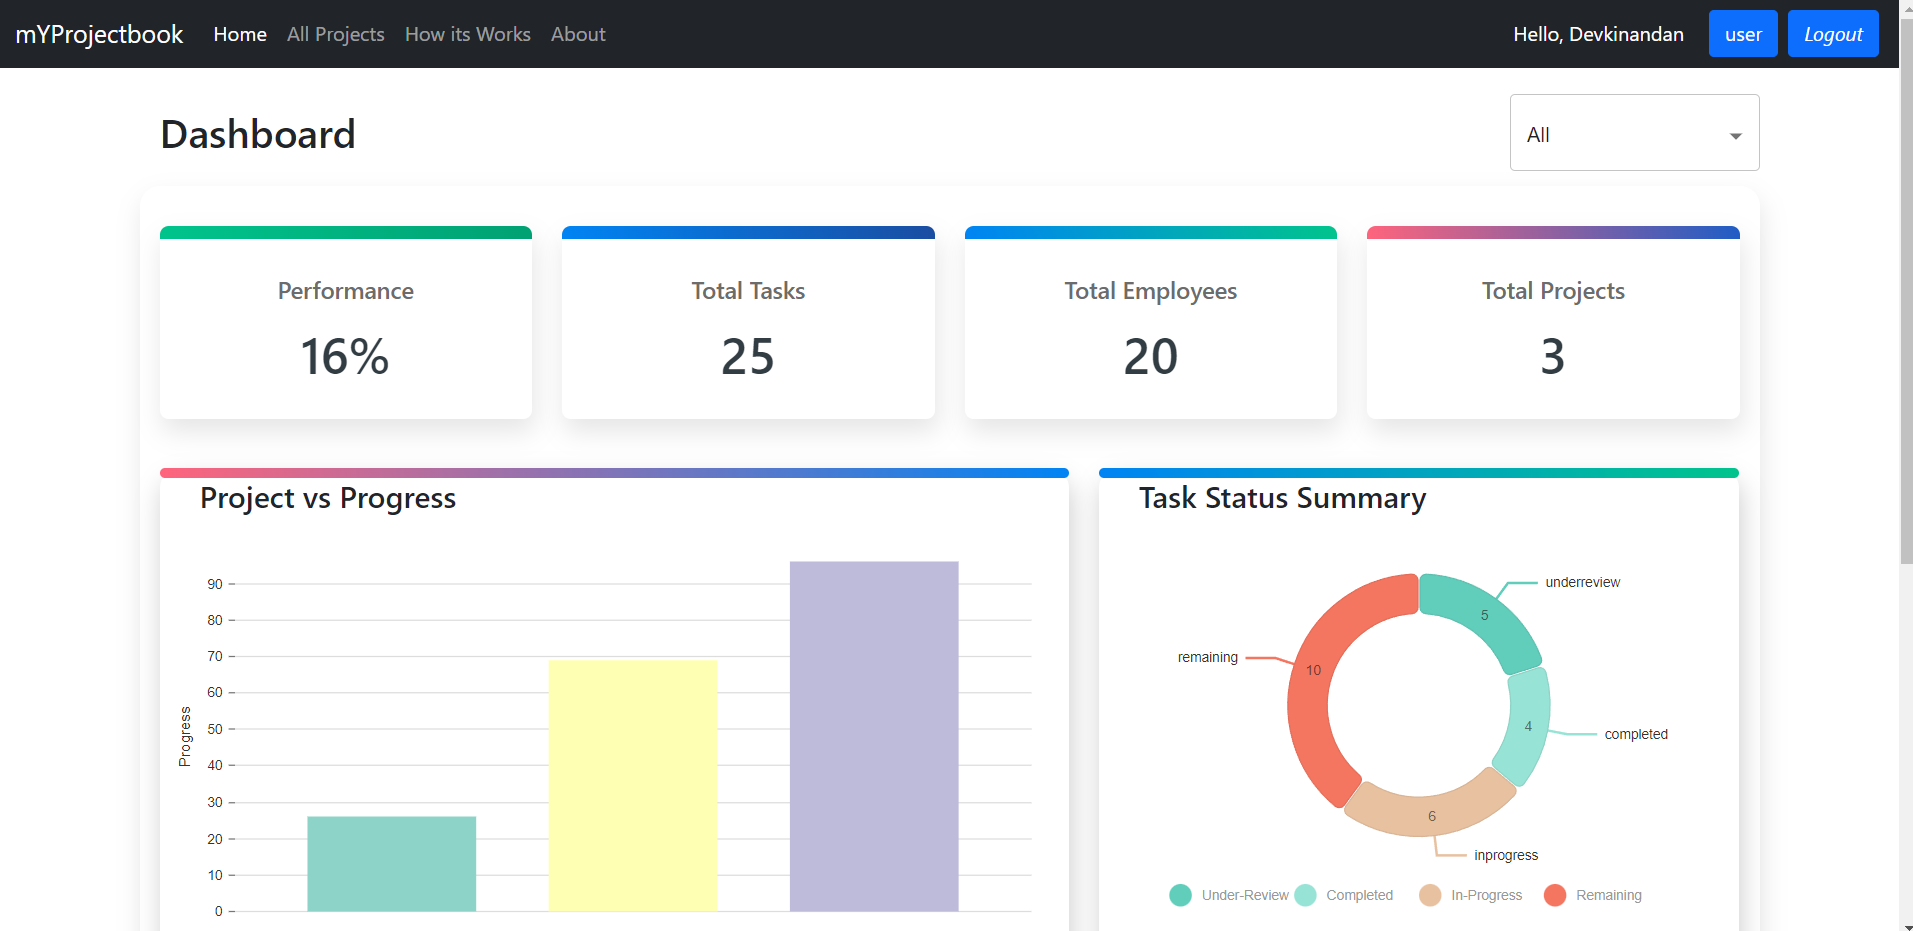 mYProjectbook Home All Projects How its Works About Hello, Devkinandan user Logout
Dashboard
All
Performance
16%
Total Tasks
25
Total Employees
20
Total Projects
3
Project vs Progress
Progress
90
80
70
60
50
40
30
20
10
0
Task Status Summary
underreview
5
remaining
10
4
completed
6
inprogress
Under-Review Completed In-Progress Remaining